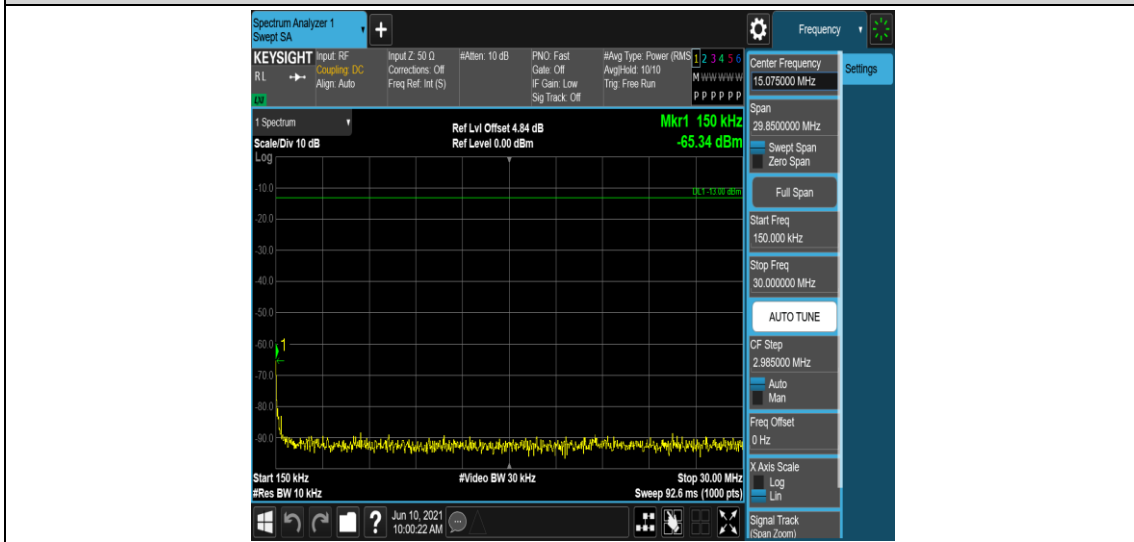 Spectrum Analyzer 1
Swept SA
+
Frequency
KEYSIGHT
RL
LXI
Input: RF
Coupling: DC
Align: Auto
Input Z: 50 Ω
Corrections: Off
Freq Ref: Int (S)
#Atten: 10 dB
PNO: Fast
Gate: Off
IF Gain: Low
Sig Track: Off
#Avg Type: Power (RMS
Avg|Hold: 10/10
Trig: Free Run
1 2 3 4 5 6
M W W W W W
P P P P P P
1 Spectrum
Scale/Div 10 dB
Log
Ref Lvl Offset 4.84 dB
Ref Level 0.00 dBm
Mkr1 150 kHz
-65.34 dBm
DL1 -13.00 dBm
-10.0
-20.0
-30.0
-40.0
-50.0
-60.0
1
-70.0
-80.0
-90.0
Start 150 kHz
#Res BW 10 kHz
#Video BW 30 kHz
Stop 30.00 MHz
Sweep 92.6 ms (1000 pts)
Center Frequency
15.075000 MHz
Settings
Span
29.8500000 MHz
Swept Span
Zero Span
Full Span
Start Freq
150.000 kHz
Stop Freq
30.000000 MHz
AUTO TUNE
CF Step
2.985000 MHz
Auto
Man
Freq Offset
0 Hz
X Axis Scale
Log
Lin
Signal Track
(Span Zoom)
?
Jun 10, 2021
10:00:22 AM